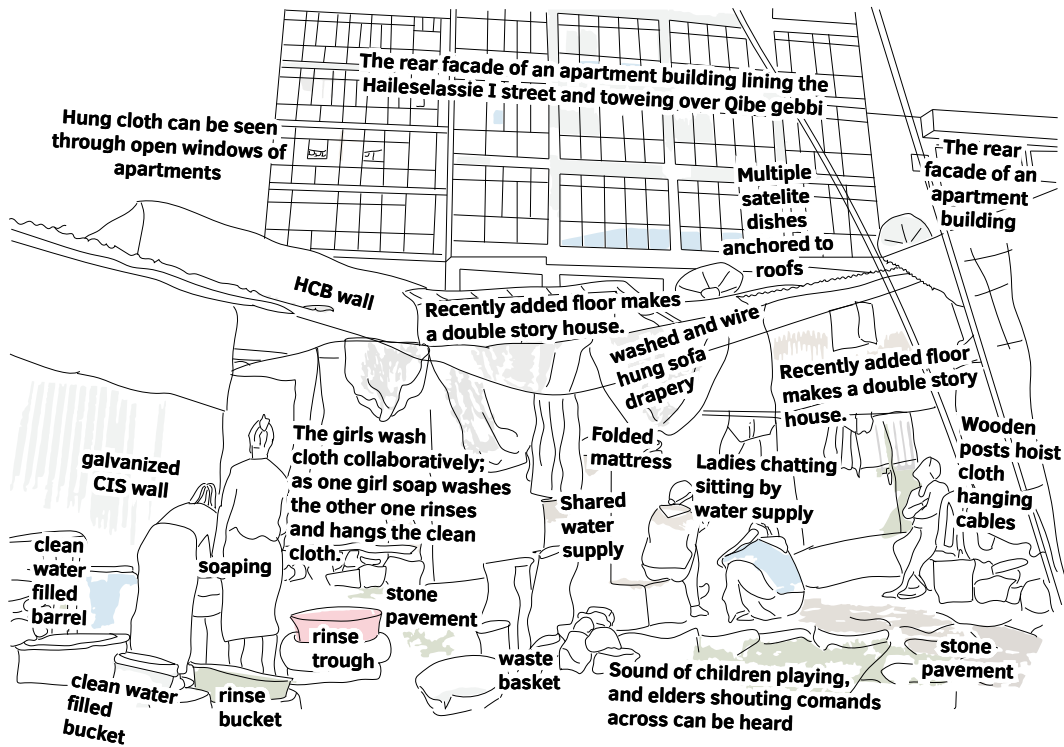 The rear facade of an apartment building lining the
Haileselassie I street and toweing over Qibe gebbi
Hung cloth can be seen
through open windows of
apartments
The rear
facade of an
apartment
building
Multiple
satelite
dishes
anchored to
roofs
HCB wall
Recently added floor makes
a double story house.
washed and wire
hung sofa
drapery
Recently added floor
makes a double story
house.
The girls wash
cloth collaboratively;
as one girl soap washes
the other one rinses
and hangs the clean
cloth.
Folded
mattress
Ladies chatting
sitting by
water supply
Wooden
posts hoist
cloth
hanging
cables
galvanized
CIS wall
Shared
water
supply
clean
water
filled
barrel
soaping
stone
pavement
rinse
trough
waste
basket
Sound of children playing,
and elders shouting comands
across can be heard
stone
pavement
clean water
filled
bucket
rinse
bucket